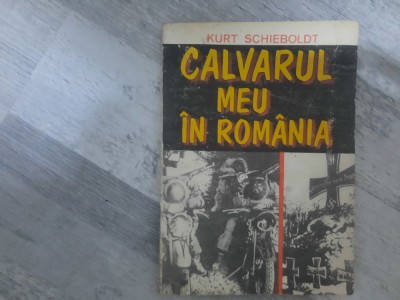 KURT SCHIEBOLDT
CALVARUL
MEU
ÎN ROMÂNIA